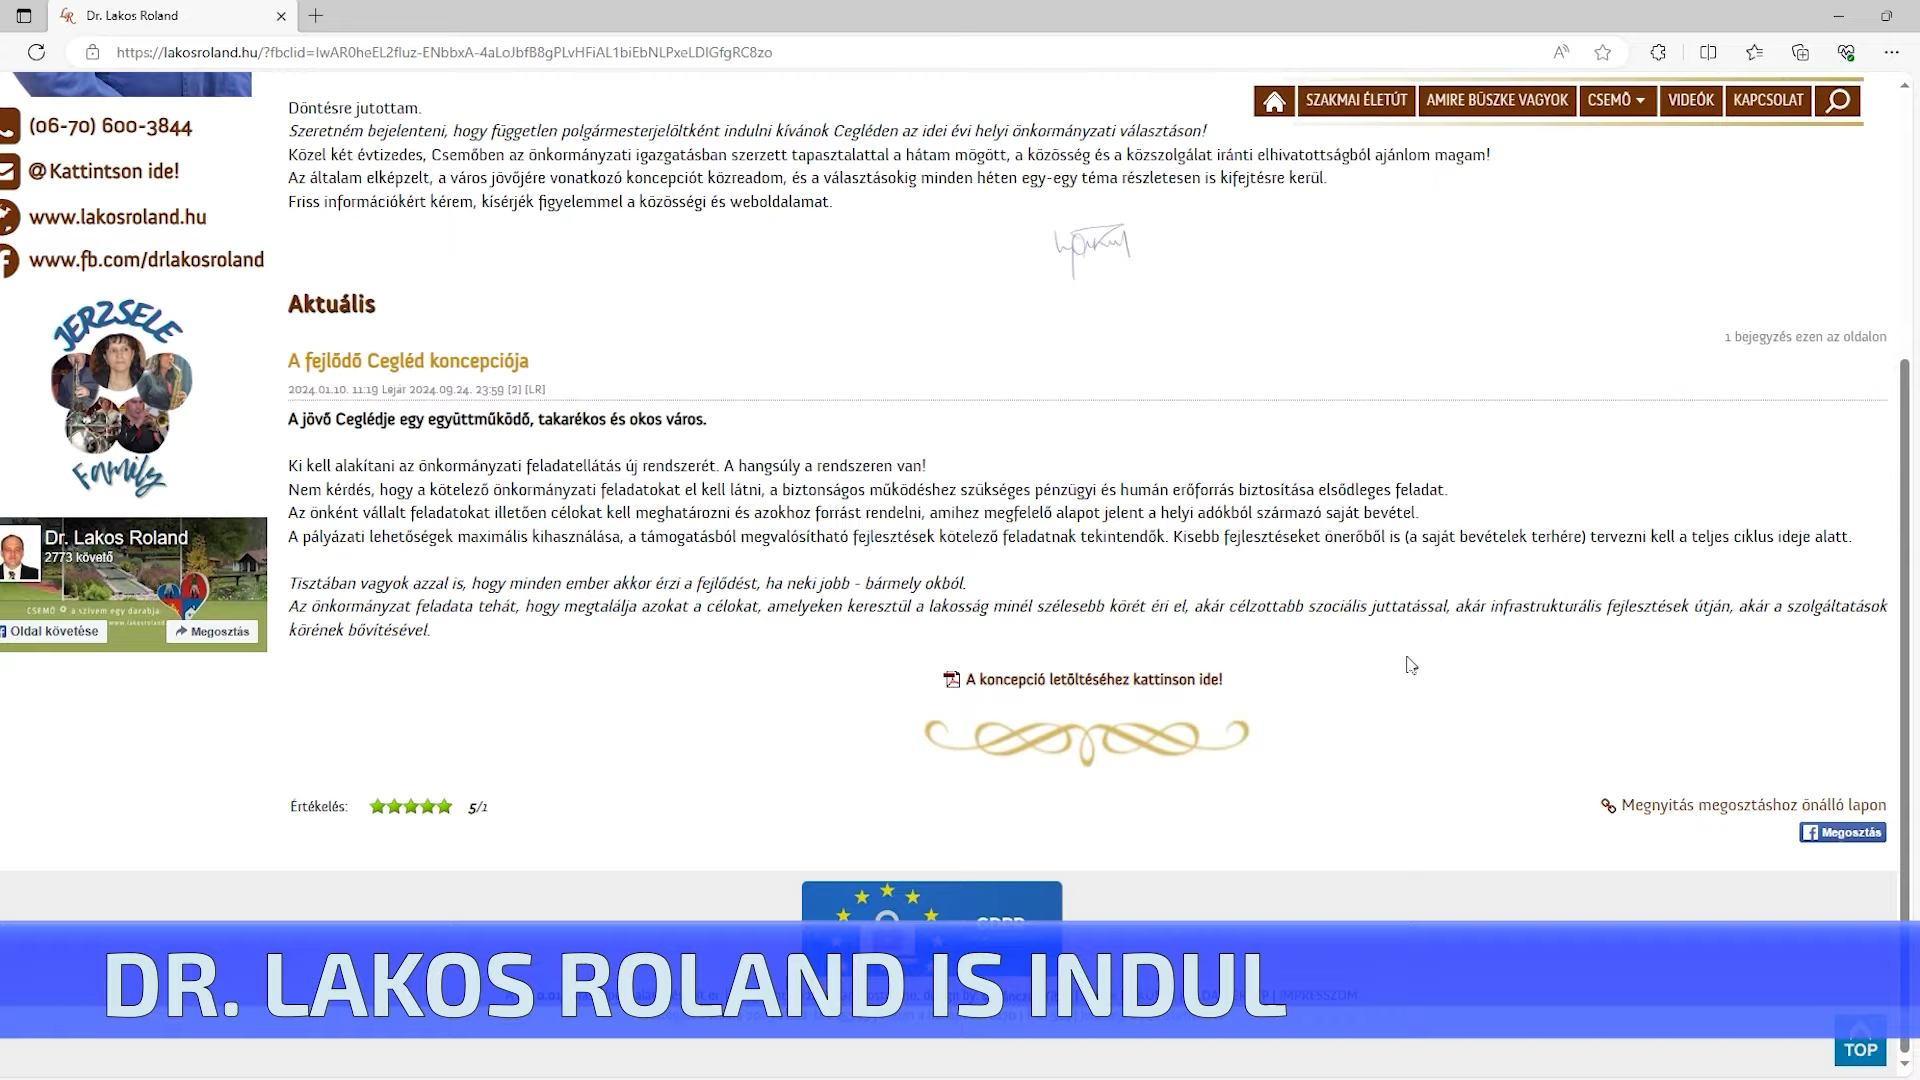 Dr. Lakos Roland
https://lakosroland.hu/?fbclid=IwAR0heEL2fluz-ENbbxA-4aLoJbfB8gPLvHFiAL1biEbNLPxeLDIGfgRC8zo
SZAKMAI ÉLETÚT
AMIRE BÜSZKE VAGYOK
CSEMŐ
VIDEÓK
KAPCSOLAT
(06-70) 600-3844
@Kattintson ide!
www.lakosroland.hu
www.fb.com/drlakosroland
JERZSELE
Family
Dr. Lakos Roland
2773 követő
CSEMŐ a szívem egy darabja
Oldal követése
Megosztás
Döntésre jutottam.
Szeretném bejelenteni, hogy független polgármesterjelöltként indulni kívánok Cegléden az idei évi helyi önkormányzati választáson!
Közel két évtizedes, Csemőben az önkormányzati igazgatásban szerzett tapasztalattal a hátam mögött, a közösség és a közszolgálat iránti elhivatottságból ajánlom magam!
Az általam elképzelt, a város jövőjére vonatkozó koncepciót közreadom, és a választásokig minden héten egy-egy téma részletesen is kifejtésre kerül.
Friss információkért kérem, kísérjék figyelemmel a közösségi és weboldalamat.
Aktuális
1 bejegyzés ezen az oldalon
A fejlődő Cegléd koncepciója
2024.01.10. 11:19 Lejár 2024.09.24. 23:59 [2] [LR]
A jövő Ceglédje egy együttműködő, takarékos és okos város.
Ki kell alakítani az önkormányzati feladatellátás új rendszerét. A hangsúly a rendszeren van!
Nem kérdés, hogy a kötelező önkormányzati feladatokat el kell látni, a biztonságos működéshez szükséges pénzügyi és humán erőforrás biztosítása elsődleges feladat.
Az önként vállalt feladatokat illetően célokat kell meghatározni és azokhoz forrást rendelni, amihez megfelelő alapot jelent a helyi adókból származó saját bevétel.
A pályázati lehetőségek maximális kihasználása, a támogatásból megvalósítható fejlesztések kötelező feladatnak tekintendők. Kisebb fejlesztéseket önerőből is (a saját bevételek terhére) tervezni kell a teljes ciklus ideje alatt.
Tisztában vagyok azzal is, hogy minden ember akkor érzi a fejlődést, ha neki jobb - bármely okból.
Az önkormányzat feladata tehát, hogy megtalálja azokat a célokat, amelyeken keresztül a lakosság minél szélesebb körét éri el, akár célzottabb szociális juttatással, akár infrastrukturális fejlesztések útján, akár a szolgáltatások
körének bővítésével.
A koncepció letöltéséhez kattinson ide!
Értékelés: 5/1
Megnyitás megosztáshoz önálló lapon
Megosztás
GDPR
DR. LAKOS ROLAND IS INDUL
IMPRESSZUM
TOP